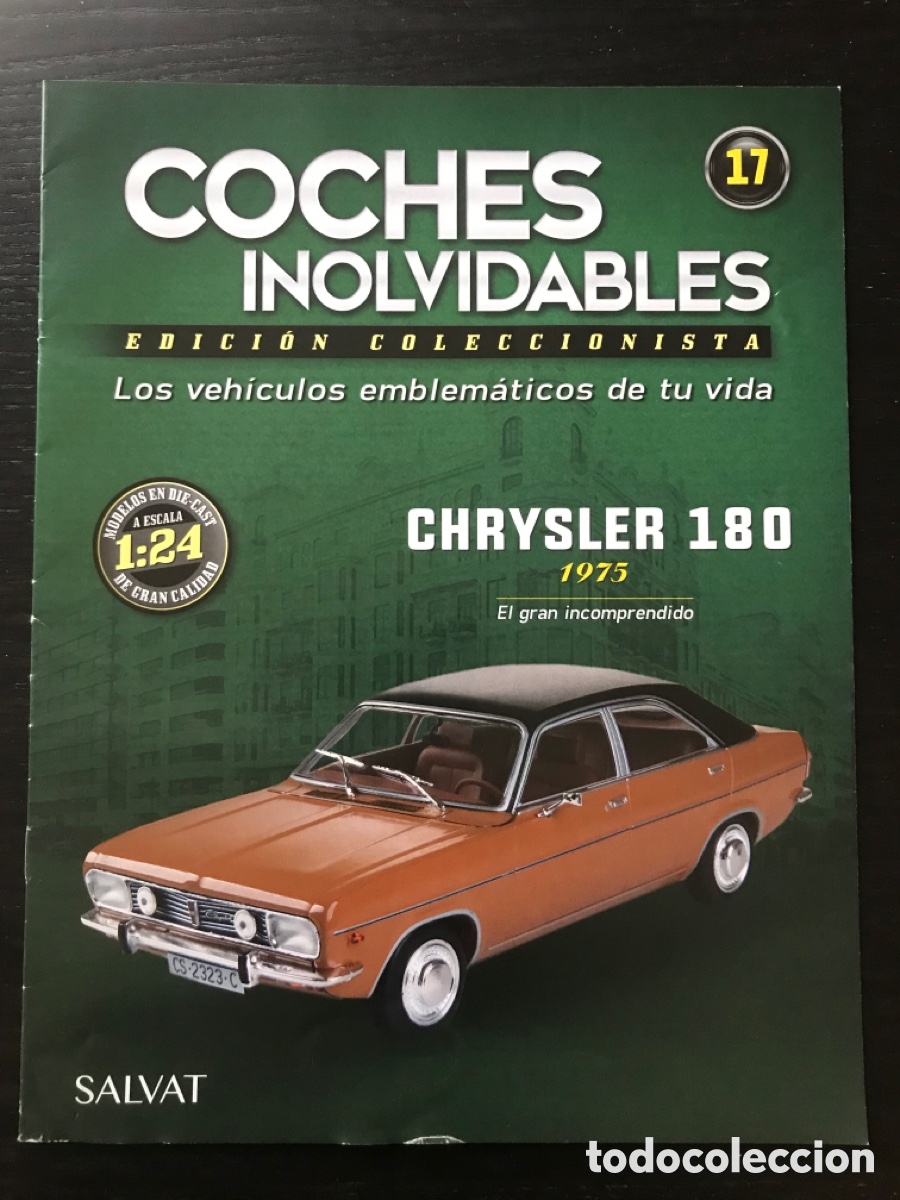 17
COCHES
INOLVIDABLES
EDICIÓN COLECCIONISTA
Los vehículos emblemáticos de tu vida
MODELOS EN DIE-CAST
A ESCALA
1:24
DE GRAN CALIDAD
CHRYSLER 180
1975
El gran incomprendido
CS-2323-C
SALVAT
todocoleccion